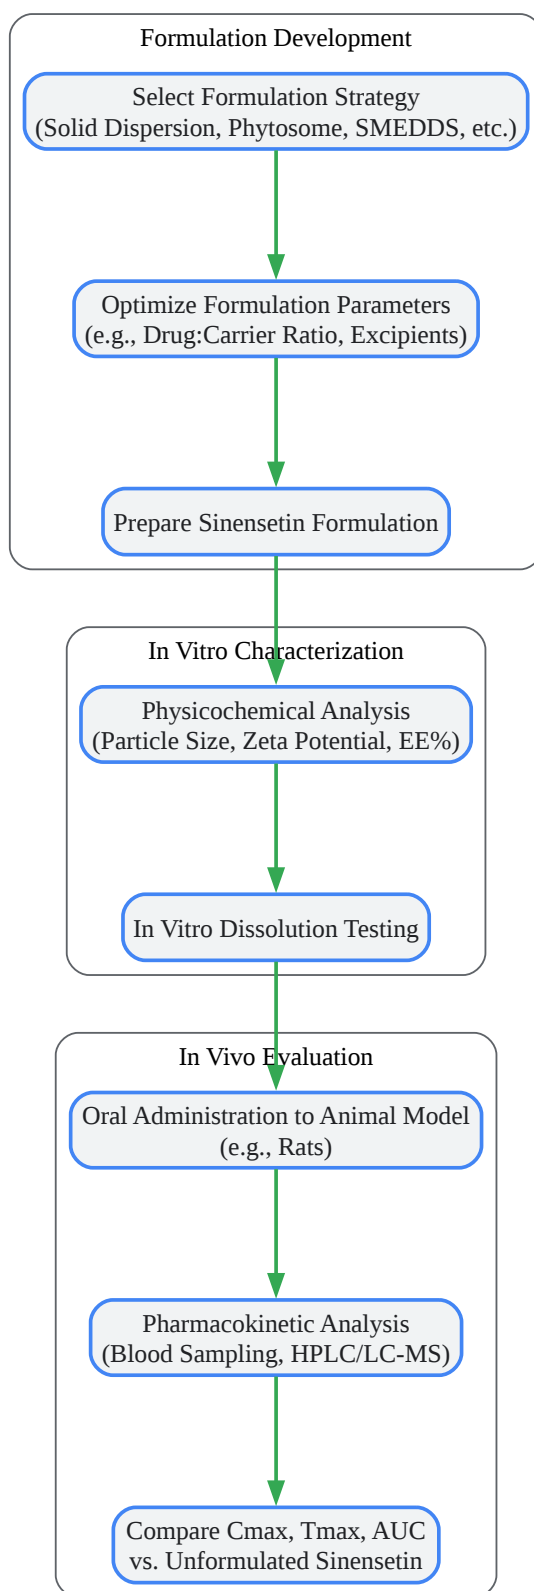 Formulation Development
Select Formulation Strategy
(Solid Dispersion, Phytosome, SMEDDS, etc.)
Optimize Formulation Parameters
(e.g., Drug:Carrier Ratio, Excipients)
Prepare Sinensetin Formulation
In Vitro Characterization
Physicochemical Analysis
(Particle Size, Zeta Potential, EE%)
In Vitro Dissolution Testing
In Vivo Evaluation
Oral Administration to Animal Model
(e.g., Rats)
Pharmacokinetic Analysis
(Blood Sampling, HPLC/LC-MS)
Compare Cmax, Tmax, AUC
vs. Unformulated Sinensetin